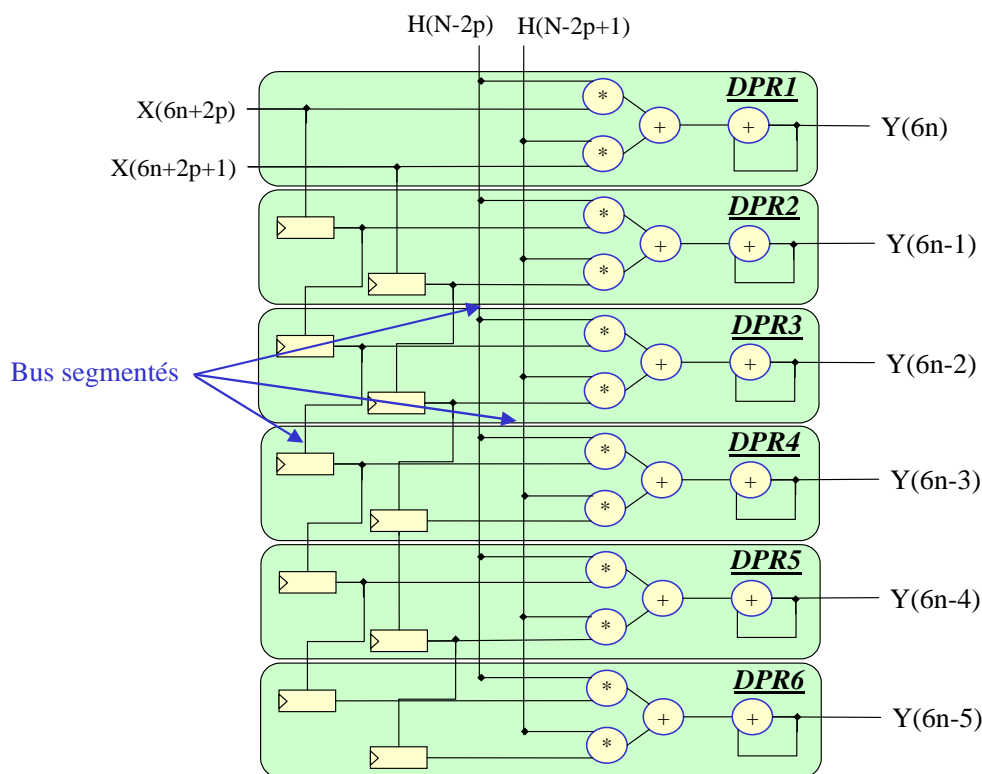 H(N-2p) H(N-2p+1)
DPR1
X(6n+2p) * + + Y(6n)
X(6n+2p+1) *
DPR2
* + + Y(6n-1)
*
DPR3
* + + Y(6n-2)
Bus segmentés *
DPR4
* + + Y(6n-3)
*
DPR5
* + + Y(6n-4)
*
DPR6
* + + Y(6n-5)
*